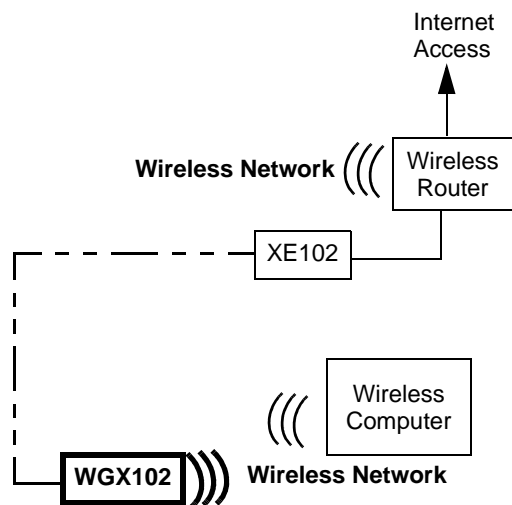 Internet
Access
Wireless Network
Wireless
Router
XE102
Wireless
Computer
WGX102
Wireless Network